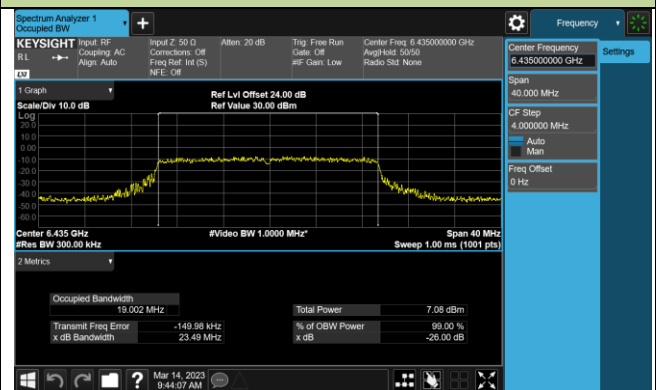 Spectrum Analyzer 1
Occupied BW
Frequency
KEYSIGHT
RL
LXI
Input: RF
Coupling: AC
Align: Auto
Input Z: 50 Ω
Corrections: Off
Freq Ref: Int (S)
NFE: Off
Atten: 20 dB
Trig: Free Run
Gate: Off
#IF Gain: Low
Center Freq: 6.435000000 GHz
Avg|Hold: 50/50
Radio Std: None
Center Frequency
6.435000000 GHz
Settings
Span
40.000 MHz
CF Step
4.000000 MHz
Auto
Man
Freq Offset
0 Hz
1 Graph
Scale/Div 10.0 dB
Ref Lvl Offset 24.00 dB
Ref Value 30.00 dBm
Log
20.0
10.0
0.00
-10.0
-20.0
-30.0
-40.0
-50.0
-60.0
Center 6.435 GHz
#Video BW 1.0000 MHz*
Span 40 MHz
#Res BW 300.00 kHz
Sweep 1.00 ms (1001 pts)
2 Metrics
Occupied Bandwidth
19.002 MHz
Total Power 7.08 dBm
Transmit Freq Error -149.98 kHz
% of OBW Power 99.00 %
x dB Bandwidth 23.49 MHz
x dB -26.00 dB
?
Mar 14, 2023
9:44:07 AM